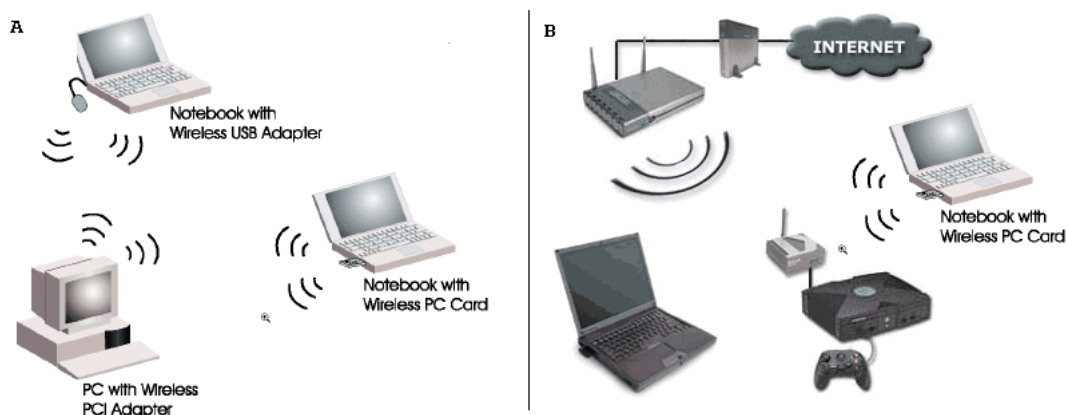 A
Notebook with
Wireless USB Adapter
Notebook with
Wireless PC Card
PC with Wireless
PCI Adapter
B
INTERNET
Notebook with
Wireless PC Card